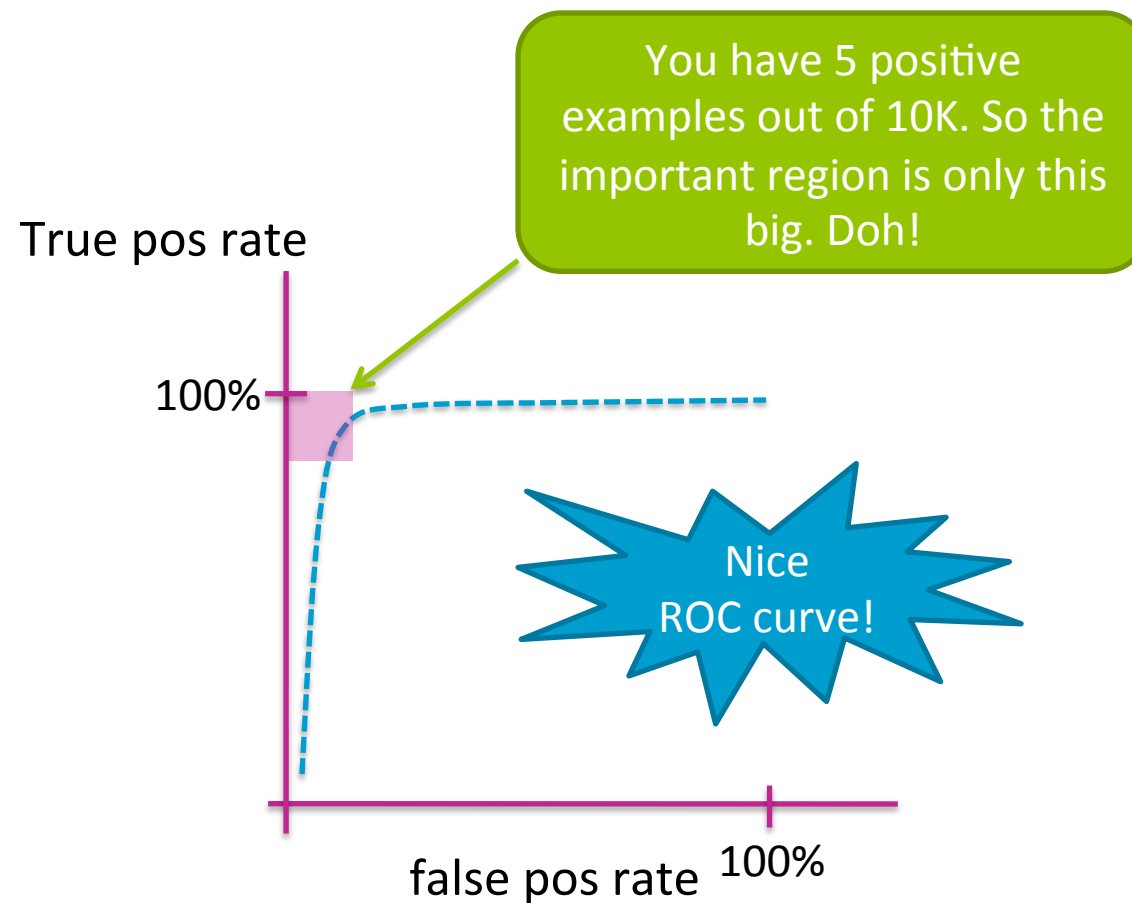 You have 5 positive
examples out of 10K. So the
important region is only this
big. Doh!
True pos rate
100%
Nice
ROC curve!
100%
false pos rate